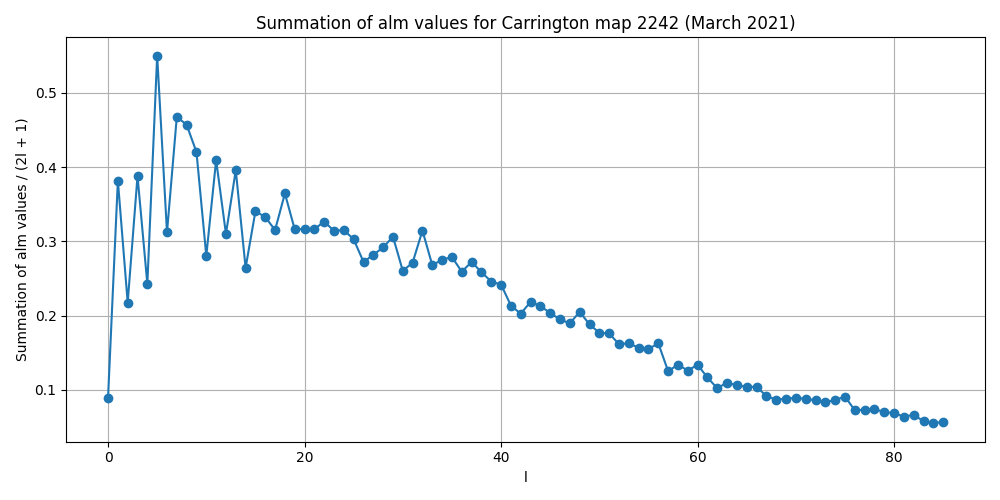 Summation of alm values for Carrington map 2242 (March 2021)
Summation of alm values / (2l + 1)
0.5
0.4
0.3
0.2
0.1
0 20 40 60 80
l